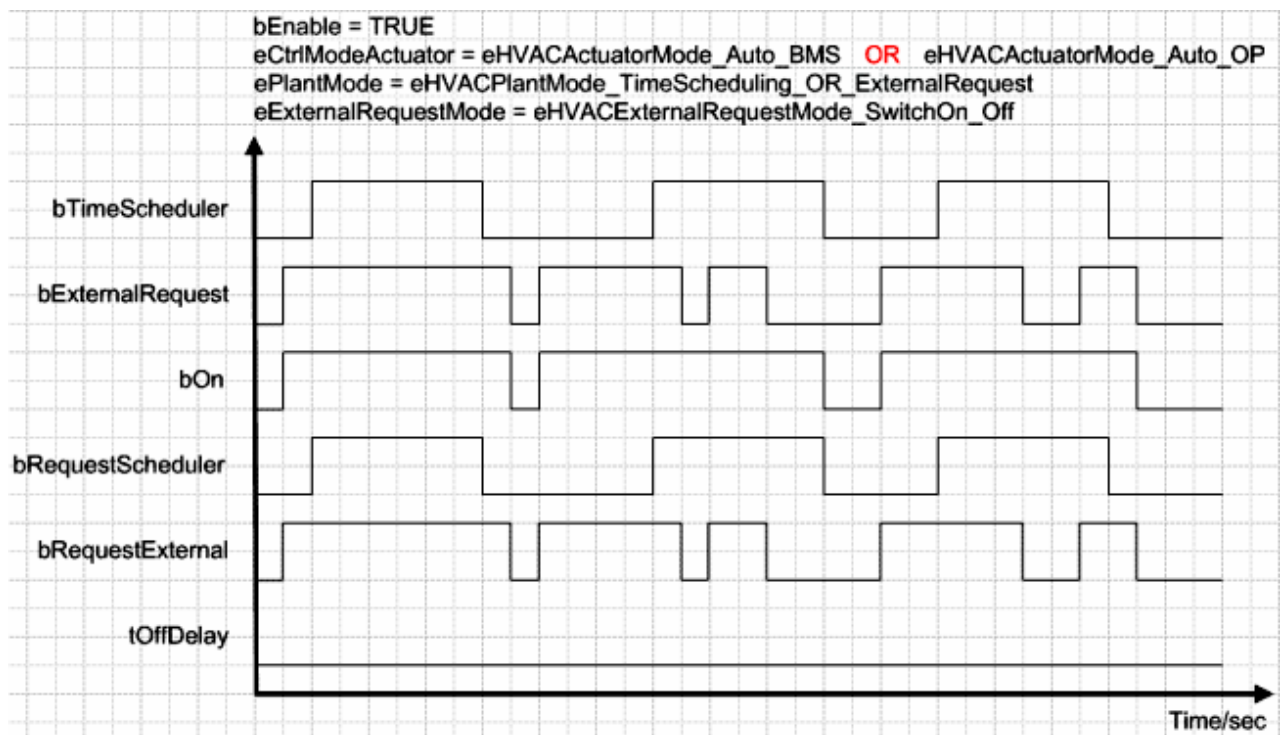 bEnable = TRUE
eCtrlModeActuator = eHVACActuatorMode_Auto_BMS OR eHVACActuatorMode_Auto_OP
ePlantMode = eHVACPlantMode_TimeScheduling_OR_ExternalRequest
eExternalRequestMode = eHVACExternalRequestMode_SwitchOn_Off
bTimeScheduler
bExternalRequest
bOn
bRequestScheduler
bRequestExternal
tOffDelay
Time/sec